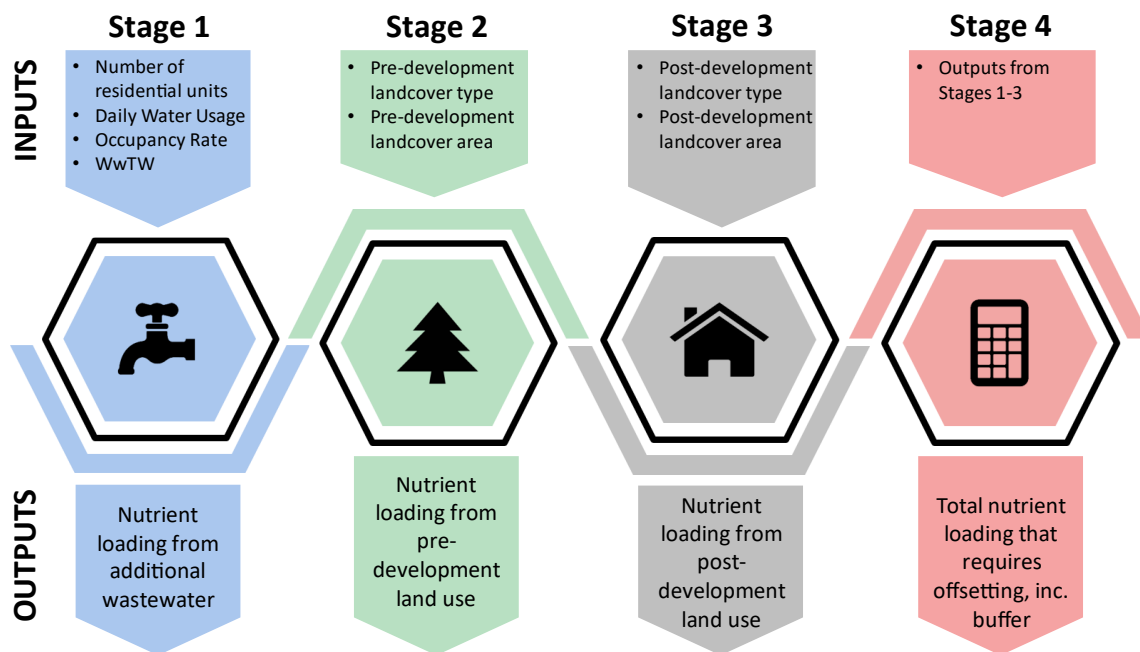 Stage 1
Stage 2
Stage 3
Stage 4
INPUTS
• Number of
residential units
• Daily Water Usage
• Occupancy Rate
• WwTW
• Pre-development
landcover type
• Pre-development
landcover area
• Post-development
landcover type
• Post-development
landcover area
• Outputs from
Stages 1-3
OUTPUTS
Nutrient
loading from
additional
wastewater
Nutrient
loading from
pre-
development
land use
Nutrient
loading from
post-
development
land use
Total nutrient
loading that
requires
offsetting, inc.
buffer